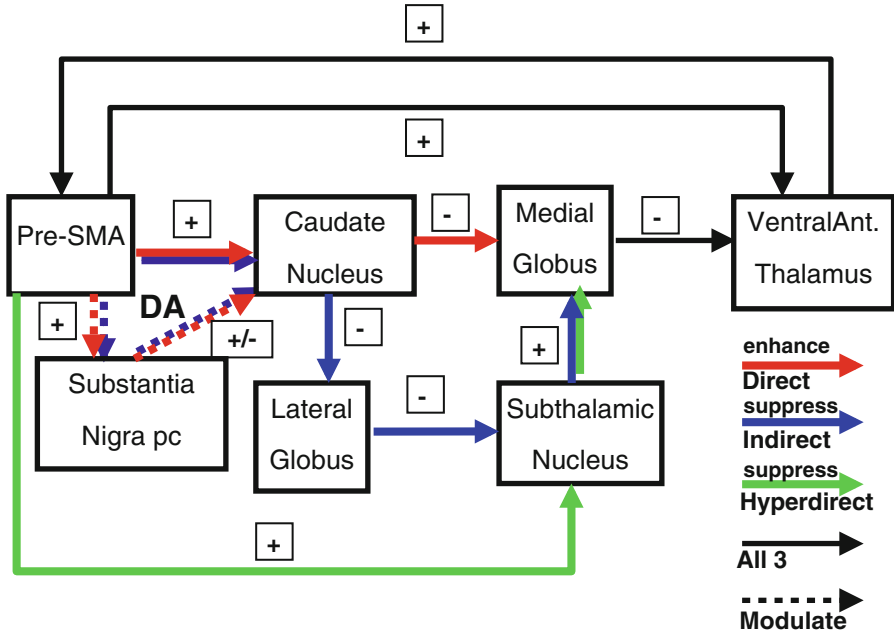 +
+
Pre-SMA
+
Caudate
Nucleus
-
Medial
Globus
-
VentralAnt.
Thalamus
+
DA
+/-
-
+
Substantia
Nigra pc
Lateral
Globus
-
Subthalamic
Nucleus
+
enhance
Direct
suppress
Indirect
suppress
Hyperdirect
All 3
Modulate